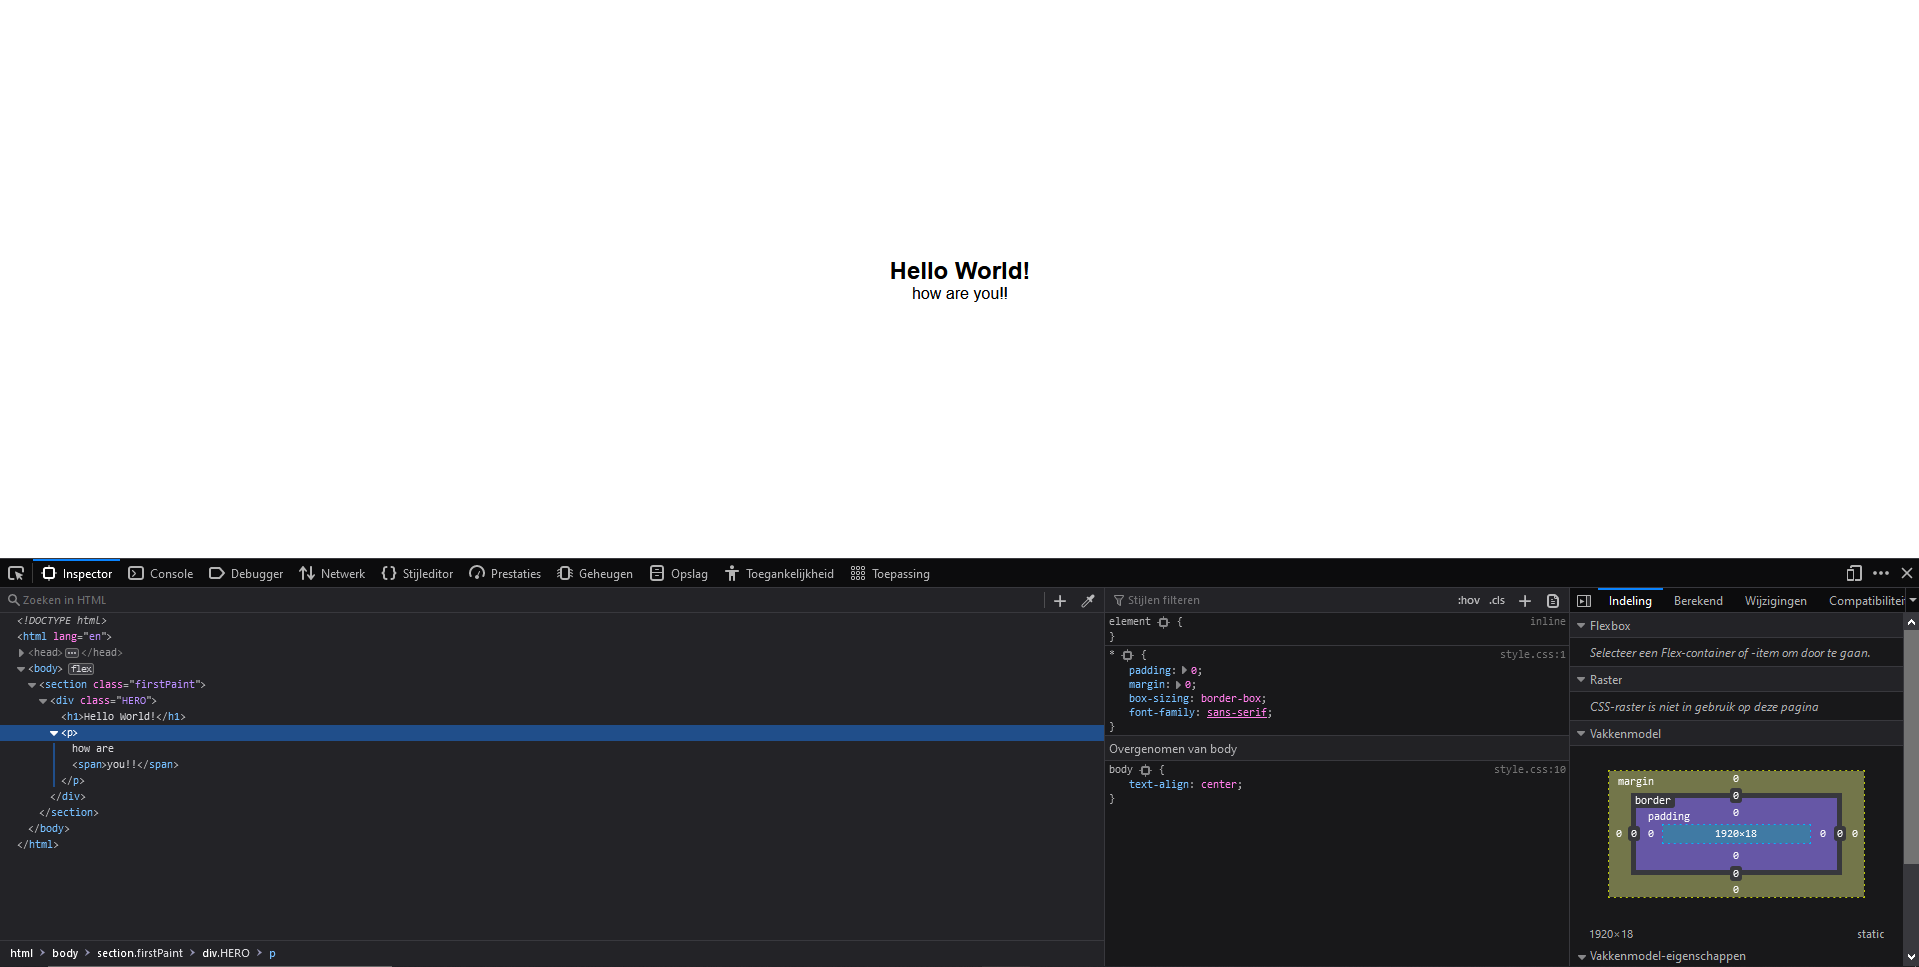 Hello World!
how are you!!
Inspector Console Debugger Netwerk Stijleditor Prestaties Geheugen Opslag Toegankelijkheid Toepassing
Zoeken in HTML
<!DOCTYPE html>
<html lang="en">
<head></head>
<body> flex
<section class="firstPaint">
<div class="HERO">
<h1>Hello World!</h1>
<p>
how are
<span>you!!</span>
</p>
</div>
</section>
</body>
</html>
html > body > section.firstPaint > div.HERO > p
Stijlen filteren :hov .cls
element { inline
}
* { style.css:1
padding: 0;
margin: 0;
box-sizing: border-box;
font-family: sans-serif;
}
Overgenomen van body
body { style.css:10
text-align: center;
}
Indeling Berekend Wijzigingen Compatibiliteit
Flexbox
Selecteer een Flex-container of -item om door te gaan.
Raster
CSS-raster is niet in gebruik op deze pagina
Vakkenmodel
margin 0
border 0
padding 0
0 0 0 1920×18 0 0 0
0
0
0
1920×18 static
Vakkenmodel-eigenschappen